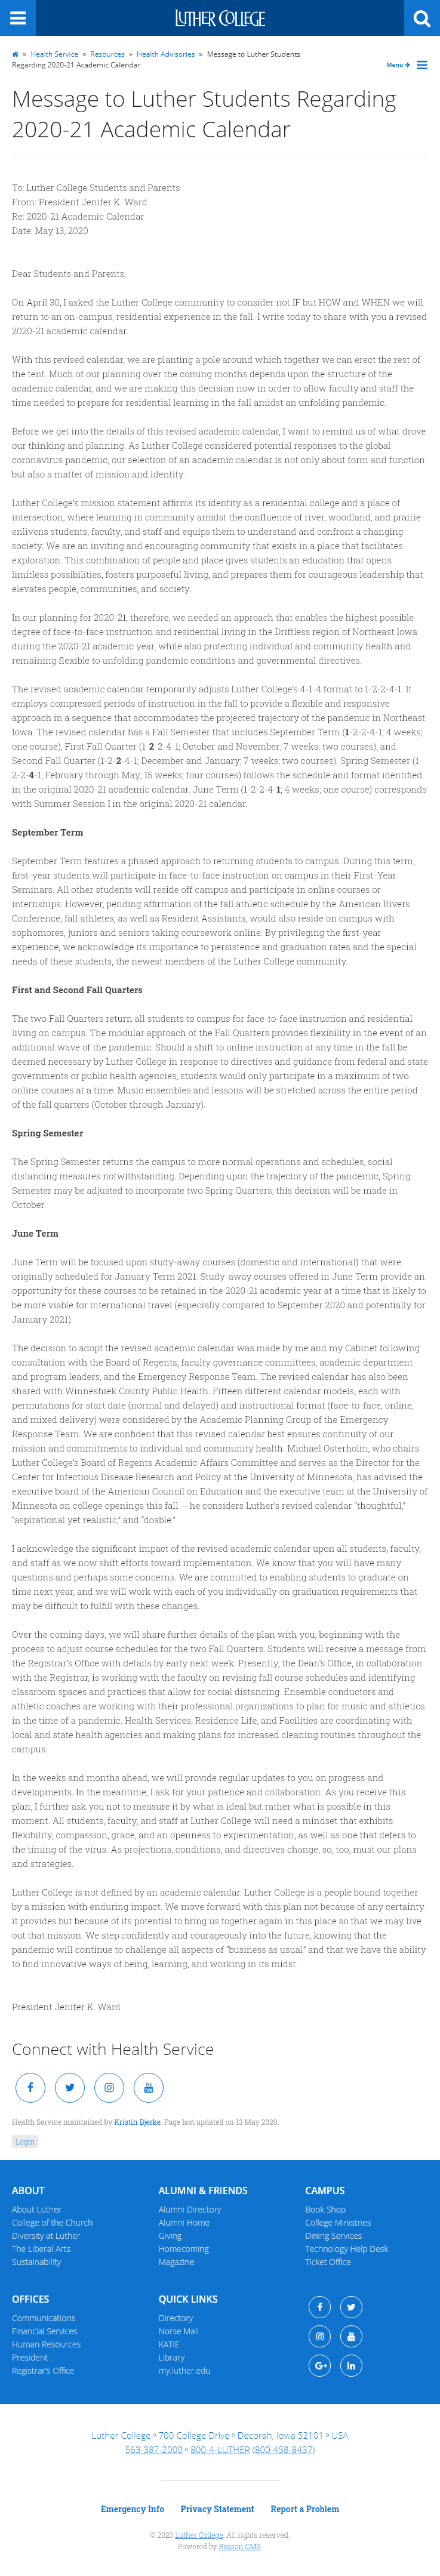 LUTHER COLLEGE
» Health Service » Resources » Health Advisories » Message to Luther Students
Regarding 2020-21 Academic Calendar
Menu
Message to Luther Students Regarding
2020-21 Academic Calendar
To: Luther College Students and Parents
From: President Jenifer K. Ward
Re: 2020-21 Academic Calendar
Date: May 13, 2020
Dear Students and Parents,
On April 30, I asked the Luther College community to consider not IF but HOW and WHEN we will
return to an on-campus, residential experience in the fall. I write today to share with you a revised
2020-21 academic calendar.
With this revised calendar, we are planting a pole around which together we can erect the rest of
the tent. Much of our planning over the coming months depends upon the structure of the
academic calendar, and we are making this decision now in order to allow faculty and staff the
time needed to prepare for residential learning in the fall amidst an unfolding pandemic.
Before we get into the details of this revised academic calendar, I want to remind us of what drove
our thinking and planning. As Luther College considered potential responses to the global
coronavirus pandemic, our selection of an academic calendar is not only about form and function
but also a matter of mission and identity.
Luther College's mission statement affirms its identity as a residential college and a place of
intersection, where learning in community amidst the confluence of river, woodland, and prairie
enlivens students, faculty, and staff and equips them to understand and confront a changing
society. We are an inviting and encouraging community that exists in a place that facilitates
exploration. This combination of people and place gives students an education that opens
limitless possibilities, fosters purposeful living, and prepares them for courageous leadership that
elevates people, communities, and society.
In our planning for 2020-21, therefore, we needed an approach that enables the highest possible
degree of face-to-face instruction and residential living in the Driftless region of Northeast Iowa
during the 2020-21 academic year, while also protecting individual and community health and
remaining flexible to unfolding pandemic conditions and governmental directives.
The revised academic calendar temporarily adjusts Luther College's 4-1-4 format to 1-2-2-4-1. It
employs compressed periods of instruction in the fall to provide a flexible and responsive
approach in a sequence that accommodates the projected trajectory of the pandemic in Northeast
Iowa. The revised calendar has a Fall Semester that includes September Term (1-2-2-4-1; 4 weeks;
one course), First Fall Quarter (1-2-2-4-1; October and November; 7 weeks; two courses), and
Second Fall Quarter (1-2-2-4-1; December and January; 7 weeks; two courses). Spring Semester (1-
2-2-4-1; February through May; 15 weeks; four courses) follows the schedule and format identified
in the original 2020-21 academic calendar. June Term (1-2-2-4-1; 4 weeks; one course) corresponds
with Summer Session I in the original 2020-21 calendar.
September Term
September Term features a phased approach to returning students to campus. During this term,
first-year students will participate in face-to-face instruction on campus in their First-Year
Seminars. All other students will reside off campus and participate in online courses or
internships. However, pending affirmation of the fall athletic schedule by the American Rivers
Conference, fall athletes, as well as Resident Assistants, would also reside on campus with
sophomores, juniors and seniors taking coursework online. By privileging the first-year
experience, we acknowledge its importance to persistence and graduation rates and the special
needs of these students, the newest members of the Luther College community.
First and Second Fall Quarters
The two Fall Quarters return all students to campus for face-to-face instruction and residential
living on campus. The modular approach of the Fall Quarters provides flexibility in the event of an
additional wave of the pandemic. Should a shift to online instruction at any time in the fall be
deemed necessary by Luther College in response to directives and guidance from federal and state
governments or public health agencies, students would only participate in a maximum of two
online courses at a time. Music ensembles and lessons will be stretched across the entire period
of the fall quarters (October through January).
Spring Semester
The Spring Semester returns the campus to more normal operations and schedules, social
distancing measures notwithstanding. Depending upon the trajectory of the pandemic, Spring
Semester may be adjusted to incorporate two Spring Quarters; this decision will be made in
October.
June Term
June Term will be focused upon study-away courses (domestic and international) that were
originally scheduled for January Term 2021. Study-away courses offered in June Term provide an
opportunity for these courses to be retained in the 2020-21 academic year at a time that is likely to
be more viable for international travel (especially compared to September 2020 and potentially for
January 2021).
The decision to adopt the revised academic calendar was made by me and my Cabinet following
consultation with the Board of Regents, faculty governance committees, academic department
and program leaders, and the Emergency Response Team. The revised calendar has also been
shared with Winneshiek County Public Health. Fifteen different calendar models, each with
permutations for start date (normal and delayed) and instructional format (face-to-face, online,
and mixed delivery) were considered by the Academic Planning Group of the Emergency
Response Team. We are confident that this revised calendar best ensures continuity of our
mission and commitments to individual and community health. Michael Osterholm, who chairs
Luther College's Board of Regents Academic Affairs Committee and serves as the Director for the
Center for Infectious Disease Research and Policy at the University of Minnesota, has advised the
executive board of the American Council on Education and the executive team at the University of
Minnesota on college openings this fall -- he considers Luther's revised calendar "thoughtful,"
"aspirational yet realistic," and "doable."
I acknowledge the significant impact of the revised academic calendar upon all students, faculty,
and staff as we now shift efforts toward implementation. We know that you will have many
questions and perhaps some concerns. We are committed to enabling students to graduate on
time next year, and we will work with each of you individually on graduation requirements that
may be difficult to fulfill with these changes.
Over the coming days, we will share further details of the plan with you, beginning with the
process to adjust course schedules for the two Fall Quarters. Students will receive a message from
the Registrar's Office with details by early next week. Presently, the Dean's Office, in collaboration
with the Registrar, is working with the faculty on revising fall course schedules and identifying
classroom spaces and practices that allow for social distancing. Ensemble conductors and
athletic coaches are working with their professional organizations to plan for music and athletics
in the time of a pandemic. Health Services, Residence Life, and Facilities are coordinating with
local and state health agencies and making plans for increased cleaning routines throughout the
campus.
In the weeks and months ahead, we will provide regular updates to you on progress and
developments. In the meantime, I ask for your patience and collaboration. As you receive this
plan, I further ask you not to measure it by what is ideal but rather what is possible in this
moment. All students, faculty, and staff at Luther College will need a mindset that exhibits
flexibility, compassion, grace, and an openness to experimentation, as well as one that defers to
the timing of the virus. As projections, conditions, and directives change, so, too, must our plans
and strategies.
Luther College is not defined by an academic calendar. Luther College is a people bound together
by a mission with enduring impact. We move forward with this plan not because of any certainty
it provides but because of its potential to bring us together again in this place so that we may live
out that mission. We step confidently and courageously into the future, knowing that the
pandemic will continue to challenge all aspects of "business as usual" and that we have the ability
to find innovative ways of being, learning, and working in its midst.
President Jenifer K. Ward
Connect with Health Service
Health Service maintained by Kristin Bjerke. Page last updated on 13 May 2020.
Login
ABOUT
About Luther
College of the Church
Diversity at Luther
The Liberal Arts
Sustainability
ALUMNI & FRIENDS
Alumni Directory
Alumni Home
Giving
Homecoming
Magazine
CAMPUS
Book Shop
College Ministries
Dining Services
Technology Help Desk
Ticket Office
OFFICES
Communications
Financial Services
Human Resources
President
Registrar's Office
QUICK LINKS
Directory
Norse Mail
KATIE
Library
my.luther.edu
Luther College º 700 College Drive º Decorah, Iowa 52101 º USA
563-387-2000 º 800-4-LUTHER (800-458-8437)
Emergency Info Privacy Statement Report a Problem
© 2020 Luther College. All rights reserved.
Powered by Reason CMS.